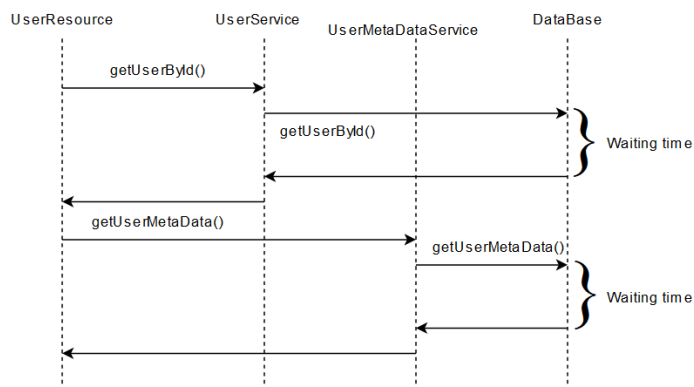 UserResource
UserService
UserMetaDataService
DataBase
getUserById()
getUserById()
Waiting time
getUserMetaData()
getUserMetaData()
Waiting time